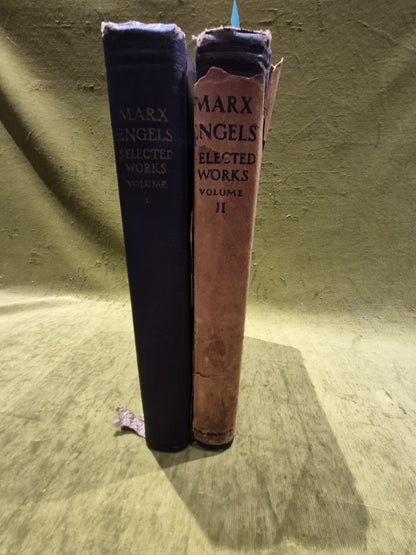 MARX
ENGELS
SELECTED
WORKS
VOLUME
I
MARX
ENGELS
SELECTED
WORKS
VOLUME
II